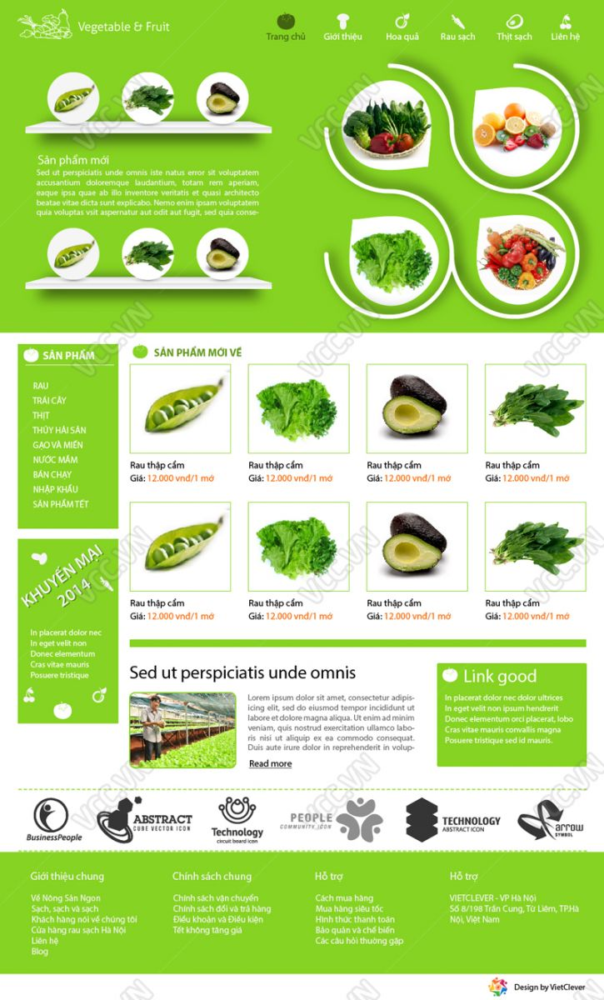 Vegetable & Fruit
Trang chủ
Giới thiệu
Hoa quả
Rau sạch
Thịt sạch
Liên hệ
Sản phẩm mới
Sed ut perspiciatis unde omnis iste natus error sit voluptatem
accusantium doloremque laudantium, totam rem aperiam,
eaque ipsa quae ab illo inventore veritatis et quasi architecto
beatae vitae dicta sunt explicabo. Nemo enim ipsam voluptatem
quia voluptas vsit aspernatur aut odit aut fugit, sed quia conse-
SẢN PHẨM
RAU
TRÁI CÂY
THỊT
THỦY HẢI SẢN
GẠO VÀ MIẾN
NƯỚC MẮM
BÁN CHẠY
NHẬP KHẨU
SẢN PHẨM TẾT
KHUYẾN MẠI
2014
In placerat dolor nec
In eget velit non
Donec elementum
Cras vitae mauris
Posuere tristique
SẢN PHẨM MỚI VỀ
Rau thập cẩm
Giá: 12.000 vnđ/1 mớ
Rau thập cẩm
Giá: 12.000 vnđ/1 mớ
Rau thập cẩm
Giá: 12.000 vnđ/1 mớ
Rau thập cẩm
Giá: 12.000 vnđ/1 mớ
Rau thập cẩm
Giá: 12.000 vnđ/1 mớ
Rau thập cẩm
Giá: 12.000 vnđ/1 mớ
Rau thập cẩm
Giá: 12.000 vnđ/1 mớ
Rau thập cẩm
Giá: 12.000 vnđ/1 mớ
Sed ut perspiciatis unde omnis
Lorem ipsum dolor sit amet, consectetur adipis-
icing elit, sed do eiusmod tempor incididunt ut
labore et dolore magna aliqua. Ut enim ad minim
veniam, quis nostrud exercitation ullamco labo-
ris nisi ut aliquip ex ea commodo consequat.
Duis aute irure dolor in reprehenderit in volup-
Read more
Link good
In placerat dolor nec dolor ultrices
In eget velit non ipsum hendrerit
Donec elementum orci placerat, lobo
Cras vitae mauris convallis magna
Posuere tristique sed id mauris.
BusinessPeople
ABSTRACT
CUBE VECTOR ICON
Technology
circuit board icon
PEOPLE
COMMUNITY ICON
TECHNOLOGY
ABSTRACT ICON
arrow
SYMBOL
Giới thiệu chung
Về Nông Sản Ngon
Sạch, sạch và sạch
Khách hàng nói về chúng tôi
Cửa hàng rau sạch Hà Nội
Liên hệ
Blog
Chính sách chung
Chính sách vận chuyển
Chính sách đổi và trả hàng
Điều khoản và Điều kiện
Tết không tăng giá
Hỗ trợ
Cách mua hàng
Mua hàng siêu tốc
Hình thức thanh toán
Bảo quản và chế biến
Các câu hỏi thường gặp
Hỗ trợ
VIETCLEVER - VP Hà Nội
Số 8/198 Trần Cung, Từ Liêm, TP.Hà
Nội, Việt Nam
Design by VietClever
VCC.VN